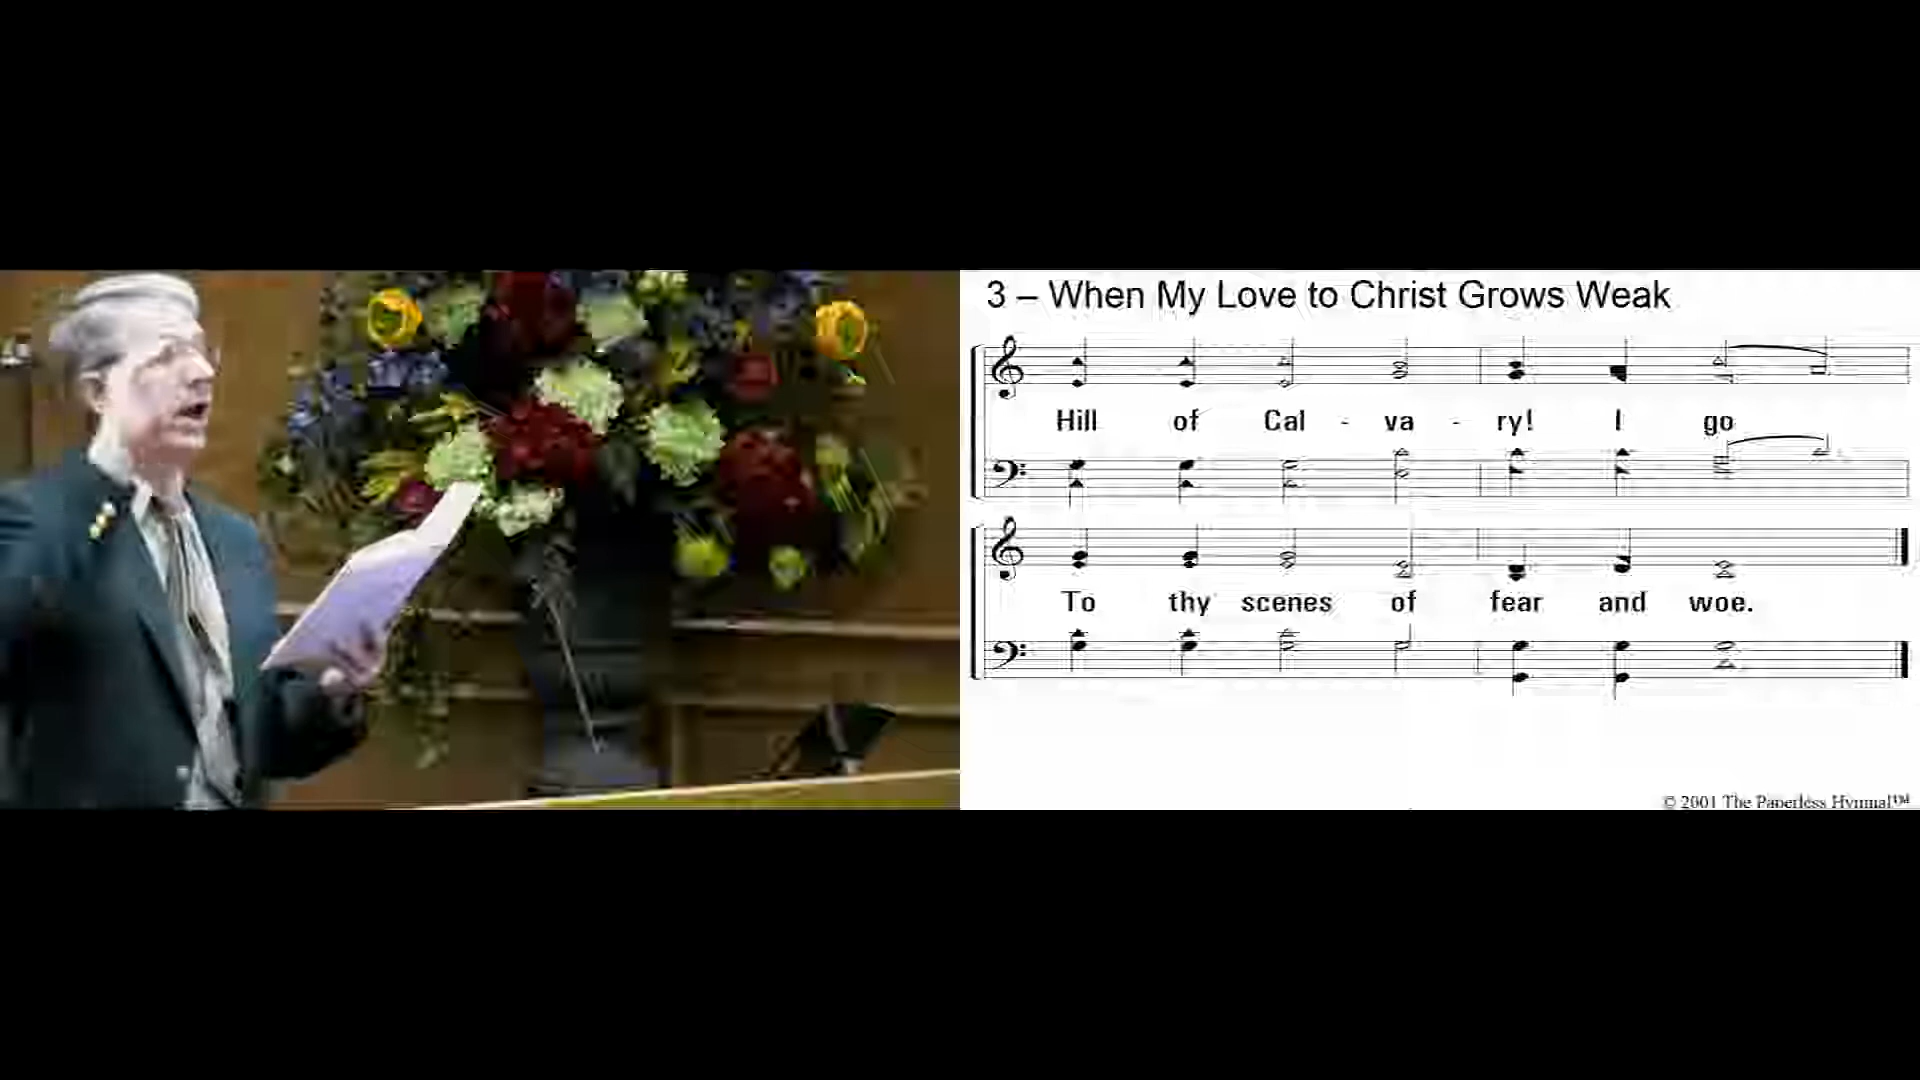 3 – When My Love to Christ Grows Weak
Hill of Cal - va - ry! I go
To thy scenes of fear and woe.
© 2001 The Paperless Hymnal™